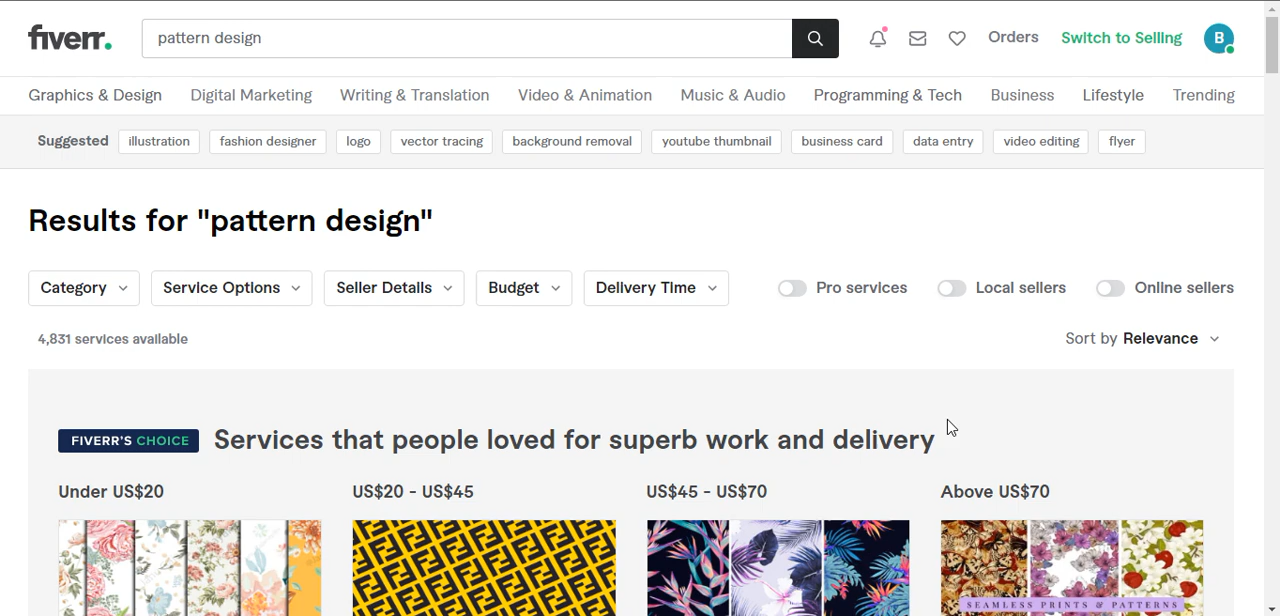 fiverr.
pattern design
Orders
Switch to Selling
B
Graphics & Design
Digital Marketing
Writing & Translation
Video & Animation
Music & Audio
Programming & Tech
Business
Lifestyle
Trending
Suggested
illustration
fashion designer
logo
vector tracing
background removal
youtube thumbnail
business card
data entry
video editing
flyer
Results for "pattern design"
Category
Service Options
Seller Details
Budget
Delivery Time
Pro services
Local sellers
Online sellers
4,831 services available
Sort by Relevance
FIVERR'S CHOICE
Services that people loved for superb work and delivery
Under US$20
US$20 - US$45
US$45 - US$70
Above US$70
SEAMLESS PRINTS & PATTERNS